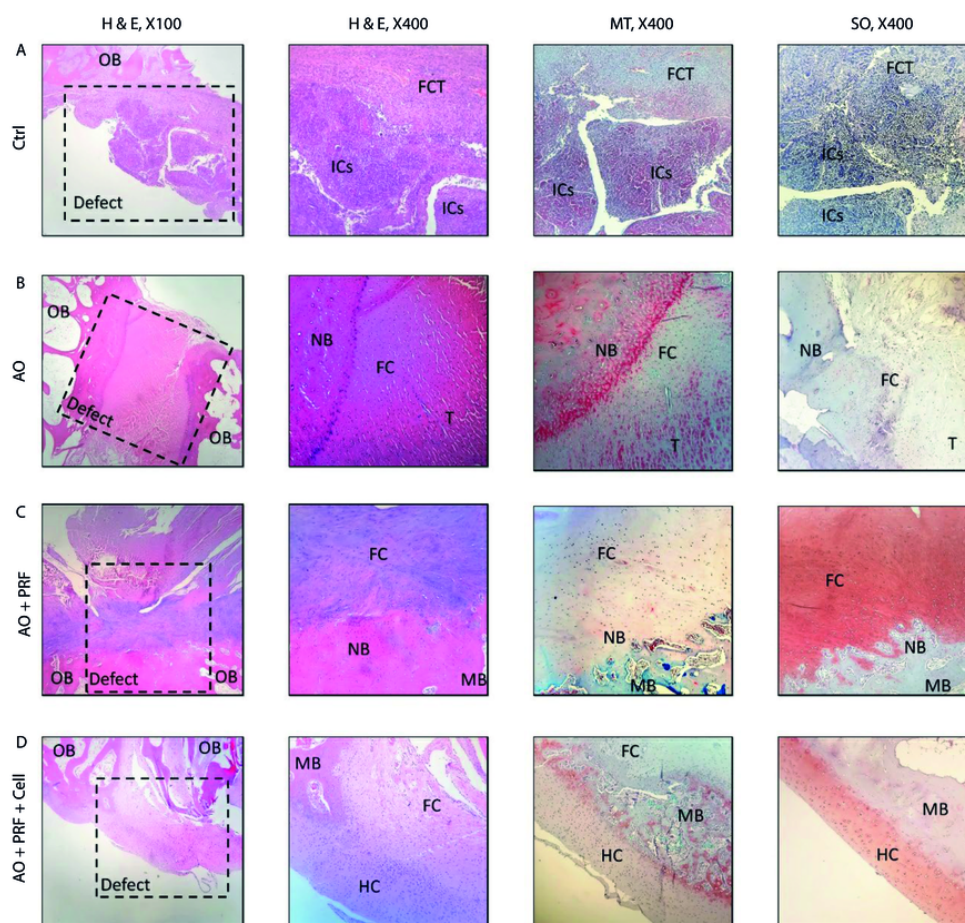 H & E, X100
H & E, X400
MT, X400
SO, X400
A
Ctrl
OB
Defect
FCT
ICs
ICs
FCT
ICs
ICs
FCT
ICs
ICs
B
AO
OB
Defect
OB
NB
FC
T
NB
FC
T
NB
FC
T
C
AO + PRF
OB
Defect
OB
FC
NB
MB
FC
NB
MB
FC
NB
MB
D
AO + PRF + Cell
OB
OB
Defect
MB
FC
HC
FC
MB
HC
MB
HC